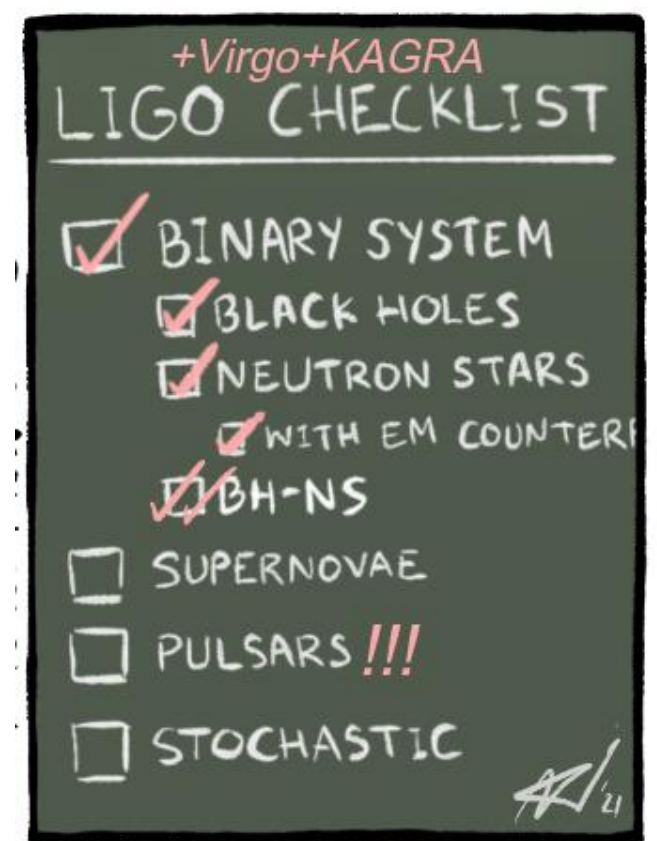 +Virgo+KAGRA
LIGO CHECKLIST
BINARY SYSTEM
BLACK HOLES
NEUTRON STARS
WITH EM COUNTER
BH-NS
SUPERNOVAE
PULSARS !!!
STOCHASTIC
'21